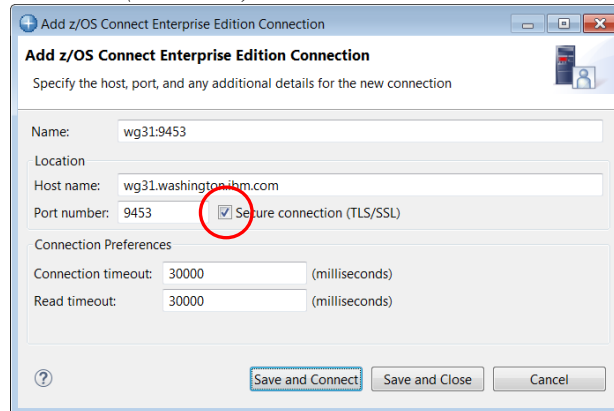 Add z/OS Connect Enterprise Edition Connection
Add z/OS Connect Enterprise Edition Connection
Specify the host, port, and any additional details for the new connection
Name: wg31:9453
Location
Host name: wg31.washington.ibm.com
Port number: 9453 Secure connection (TLS/SSL)
Connection Preferences
Connection timeout: 30000 (milliseconds)
Read timeout: 30000 (milliseconds)
? Save and Connect Save and Close Cancel